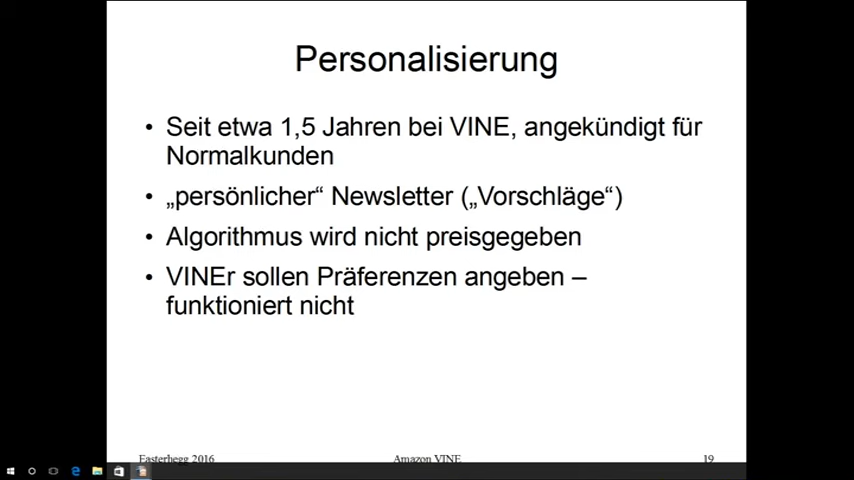 Personalisierung
• Seit etwa 1,5 Jahren bei VINE, angekündigt für
Normalkunden
• „persönlicher“ Newsletter („Vorschläge“)
• Algorithmus wird nicht preisgegeben
• VINEr sollen Präferenzen angeben –
funktioniert nicht
Easterhegg 2016 Amazon VINE 19